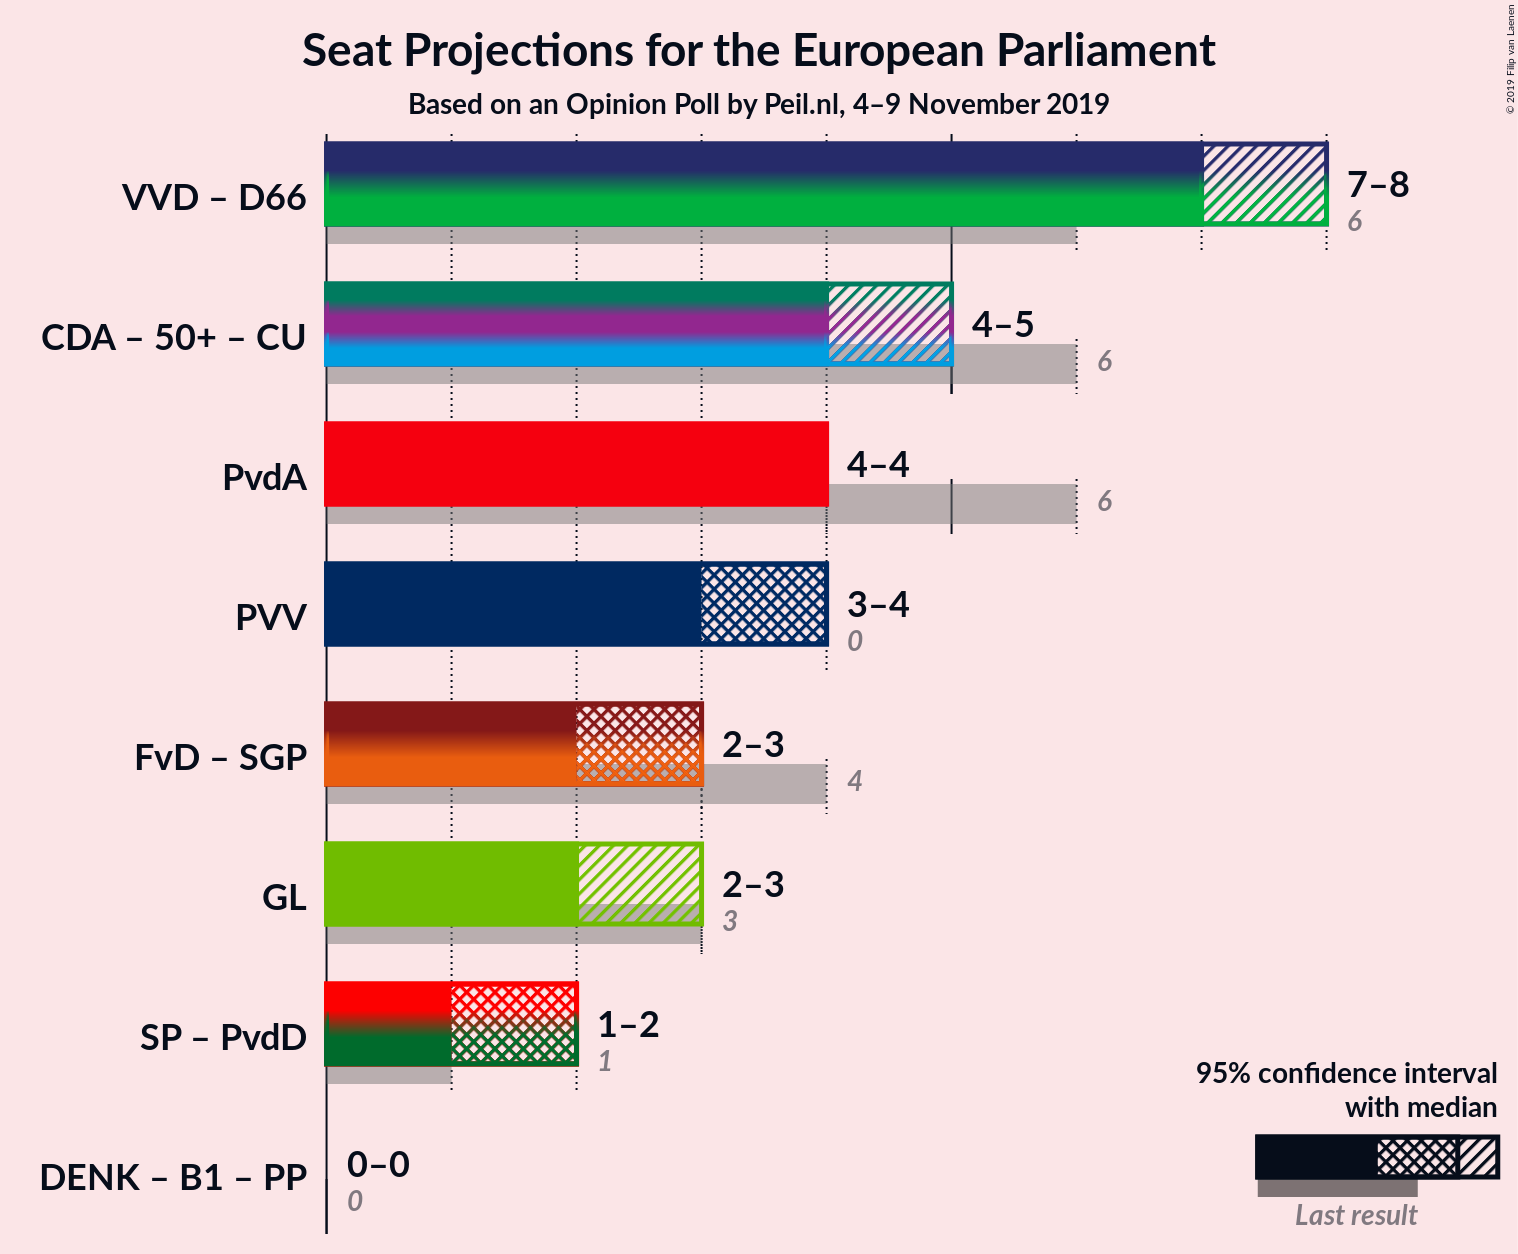 Seat Projections for the European Parliament
Based on an Opinion Poll by Peil.nl, 4–9 November 2019
© 2019 Filip van Laenen
VVD – D66
7–8
6
CDA – 50+ – CU
4–5
6
PvdA
4–4
6
PVV
3–4
0
FvD – SGP
2–3
4
GL
2–3
3
SP – PvdD
1–2
1
DENK – B1 – PP
0–0
0
95% confidence interval
with median
Last result